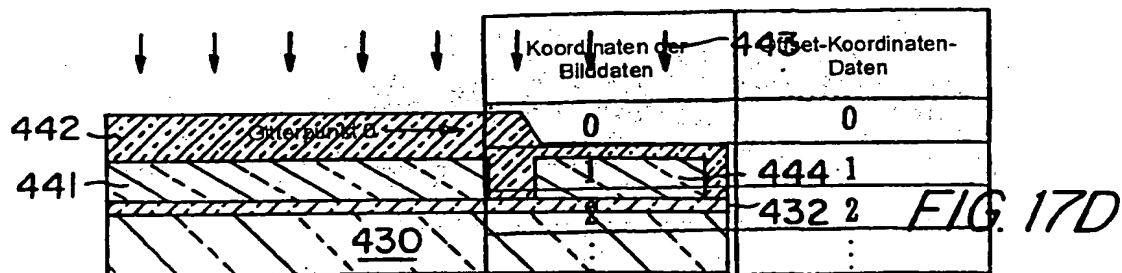 Koordinaten der 443 Offset-Koordinaten-
Bilddaten Daten
442 Gitterpunkt 0 0 0
441 1 444 1
2 432 2 FIG. 17D
430